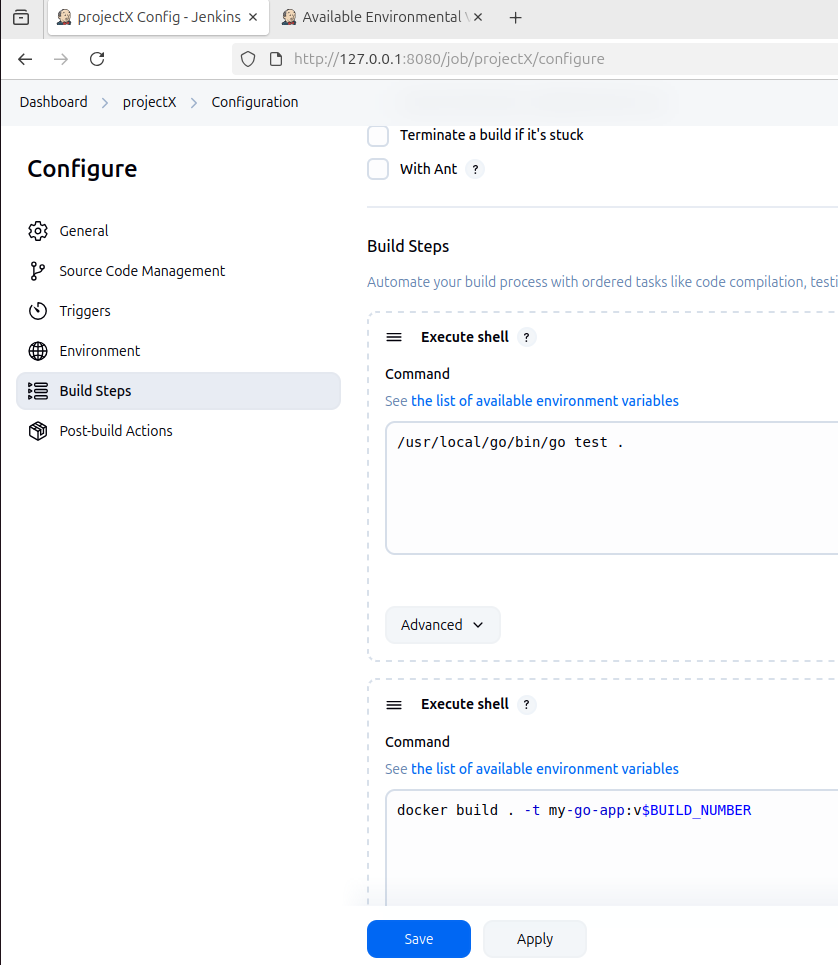 projectX Config - Jenkins
Available Environmental
http://127.0.0.1:8080/job/projectX/configure
Dashboard > projectX > Configuration
Configure
General
Source Code Management
Triggers
Environment
Build Steps
Post-build Actions
Terminate a build if it's stuck
With Ant ?
Build Steps
Automate your build process with ordered tasks like code compilation, testi
Execute shell ?
Command
See the list of available environment variables
/usr/local/go/bin/go test .
Advanced
Execute shell ?
Command
See the list of available environment variables
docker build . -t my-go-app:v$BUILD_NUMBER
Save
Apply